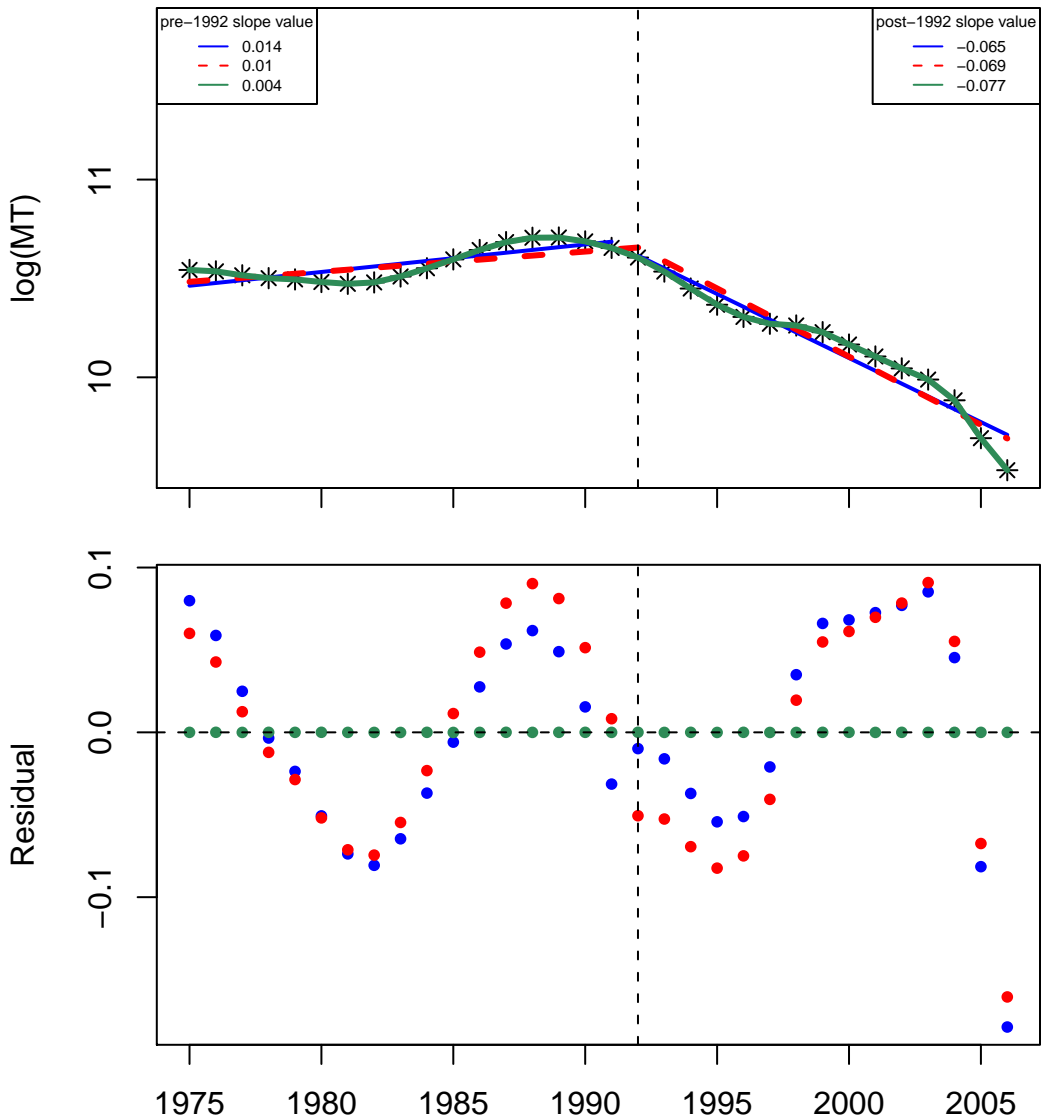 pre−1992 slope value
0.014
0.01
0.004
post−1992 slope value
−0.065
−0.069
−0.077
log(MT)
11
10
Residual
0.1
0.0
−0.1
1975 1980 1985 1990 1995 2000 2005